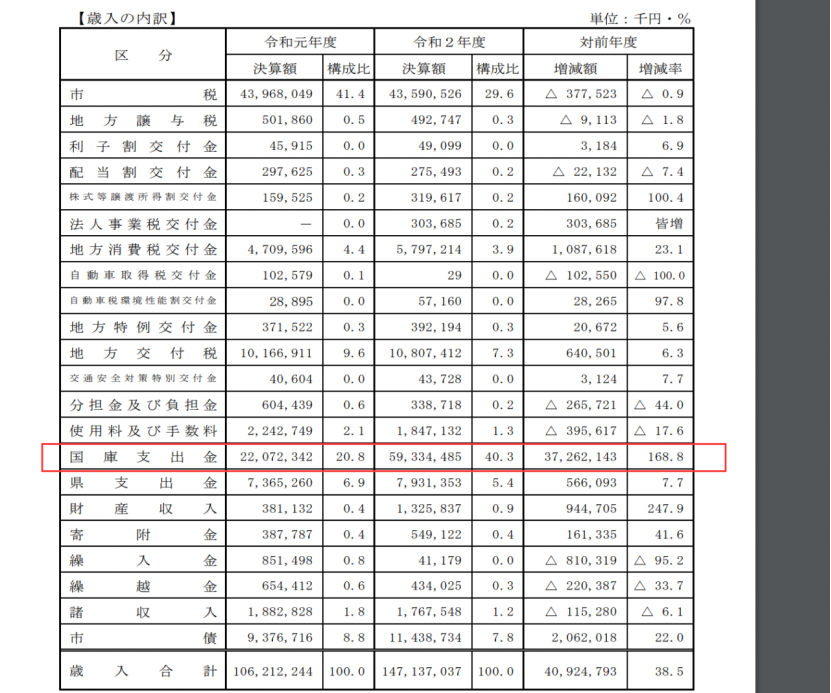 【歳入の内訳】 単位：千円・％
区 分 令和元年度 令和２年度 対前年度
決算額 構成比 決算額 構成比 増減額 増減率
市税 43,968,049 41.4 43,590,526 29.6 △ 377,523 △ 0.9
地方譲与税 501,860 0.5 492,747 0.3 △ 9,113 △ 1.8
利子割交付金 45,915 0.0 49,099 0.0 3,184 6.9
配当割交付金 297,625 0.3 275,493 0.2 △ 22,132 △ 7.4
株式等譲渡所得割交付金 159,525 0.2 319,617 0.2 160,092 100.4
法人事業税交付金 － 0.0 303,685 0.2 303,685 皆増
地方消費税交付金 4,709,596 4.4 5,797,214 3.9 1,087,618 23.1
自動車取得税交付金 102,579 0.1 29 0.0 △ 102,550 △ 100.0
自動車税環境性能割交付金 28,895 0.0 57,160 0.0 28,265 97.8
地方特例交付金 371,522 0.3 392,194 0.3 20,672 5.6
地方交付税 10,166,911 9.6 10,807,412 7.3 640,501 6.3
交通安全対策特別交付金 40,604 0.0 43,728 0.0 3,124 7.7
分担金及び負担金 604,439 0.6 338,718 0.2 △ 265,721 △ 44.0
使用料及び手数料 2,242,749 2.1 1,847,132 1.3 △ 395,617 △ 17.6
国庫支出金 22,072,342 20.8 59,334,485 40.3 37,262,143 168.8
県支出金 7,365,260 6.9 7,931,353 5.4 566,093 7.7
財産収入 381,132 0.4 1,325,837 0.9 944,705 247.9
寄附金 387,787 0.4 549,122 0.4 161,335 41.6
繰入金 851,498 0.8 41,179 0.0 △ 810,319 △ 95.2
繰越金 654,412 0.6 434,025 0.3 △ 220,387 △ 33.7
諸収入 1,882,828 1.8 1,767,548 1.2 △ 115,280 △ 6.1
市債 9,376,716 8.8 11,438,734 7.8 2,062,018 22.0
歳入合計 106,212,244 100.0 147,137,037 100.0 40,924,793 38.5